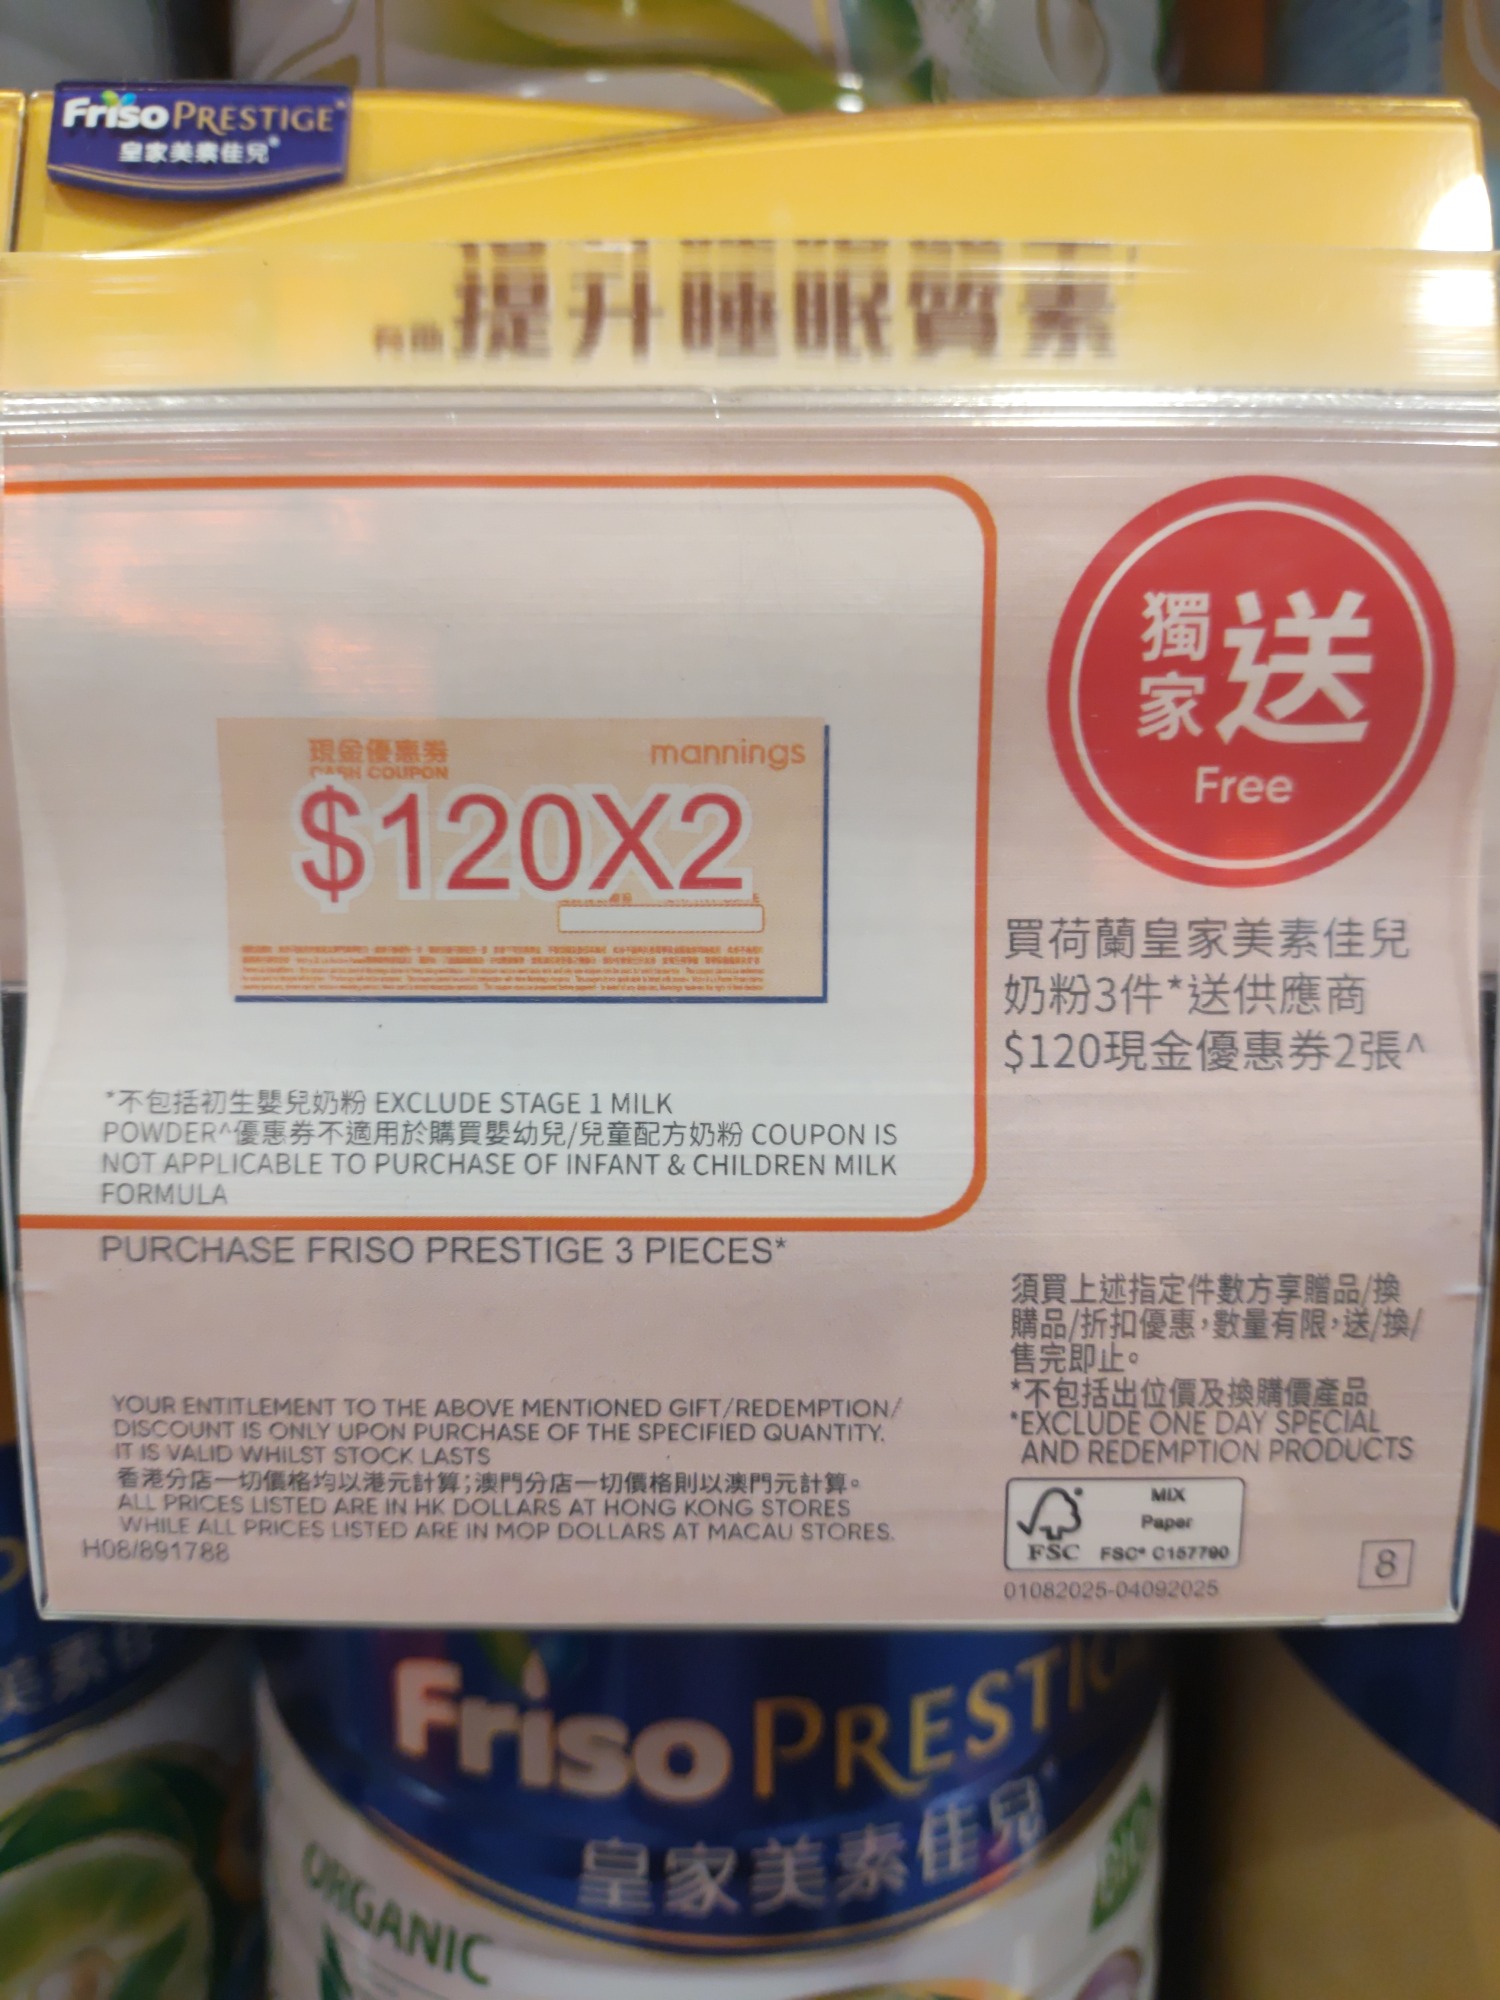 Friso PRESTIGE
皇家美素佳兒
有助 提升睡眠質素
獨家送
Free
現金優惠券
CASH COUPON
mannings
$120X2
買荷蘭皇家美素佳兒
奶粉3件*送供應商
$120現金優惠券2張^
*不包括初生嬰兒奶粉 EXCLUDE STAGE 1 MILK
POWDER^優惠券不適用於購買嬰幼兒/兒童配方奶粉 COUPON IS
NOT APPLICABLE TO PURCHASE OF INFANT & CHILDREN MILK
FORMULA
PURCHASE FRISO PRESTIGE 3 PIECES*
須買上述指定件數方享贈品/換
購品/折扣優惠,數量有限,送/換/
售完即止。
*不包括出位價及換購價產品
*EXCLUDE ONE DAY SPECIAL
AND REDEMPTION PRODUCTS
YOUR ENTITLEMENT TO THE ABOVE MENTIONED GIFT/REDEMPTION/
DISCOUNT IS ONLY UPON PURCHASE OF THE SPECIFIED QUANTITY.
IT IS VALID WHILST STOCK LASTS
香港分店一切價格均以港元計算;澳門分店一切價格則以澳門元計算。
ALL PRICES LISTED ARE IN HK DOLLARS AT HONG KONG STORES
WHILE ALL PRICES LISTED ARE IN MOP DOLLARS AT MACAU STORES.
H08/891788
MIX
Paper
FSC FSC® C157790
01082025-04092025
8
Friso PRESTIGE
皇家美素佳兒
ORGANIC